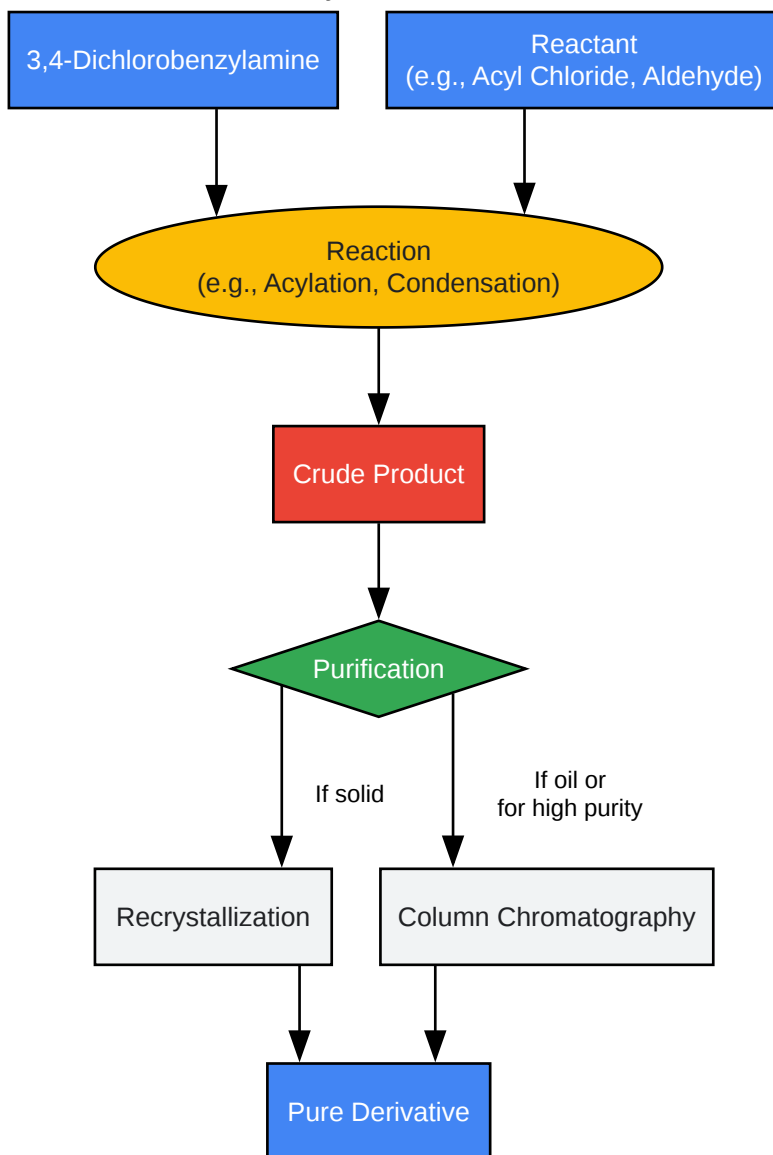 3,4-Dichlorobenzylamine
Reactant
(e.g., Acyl Chloride, Aldehyde)
Reaction
(e.g., Acylation, Condensation)
Crude Product
Purification
If solid
If oil or
for high purity
Recrystallization
Column Chromatography
Pure Derivative